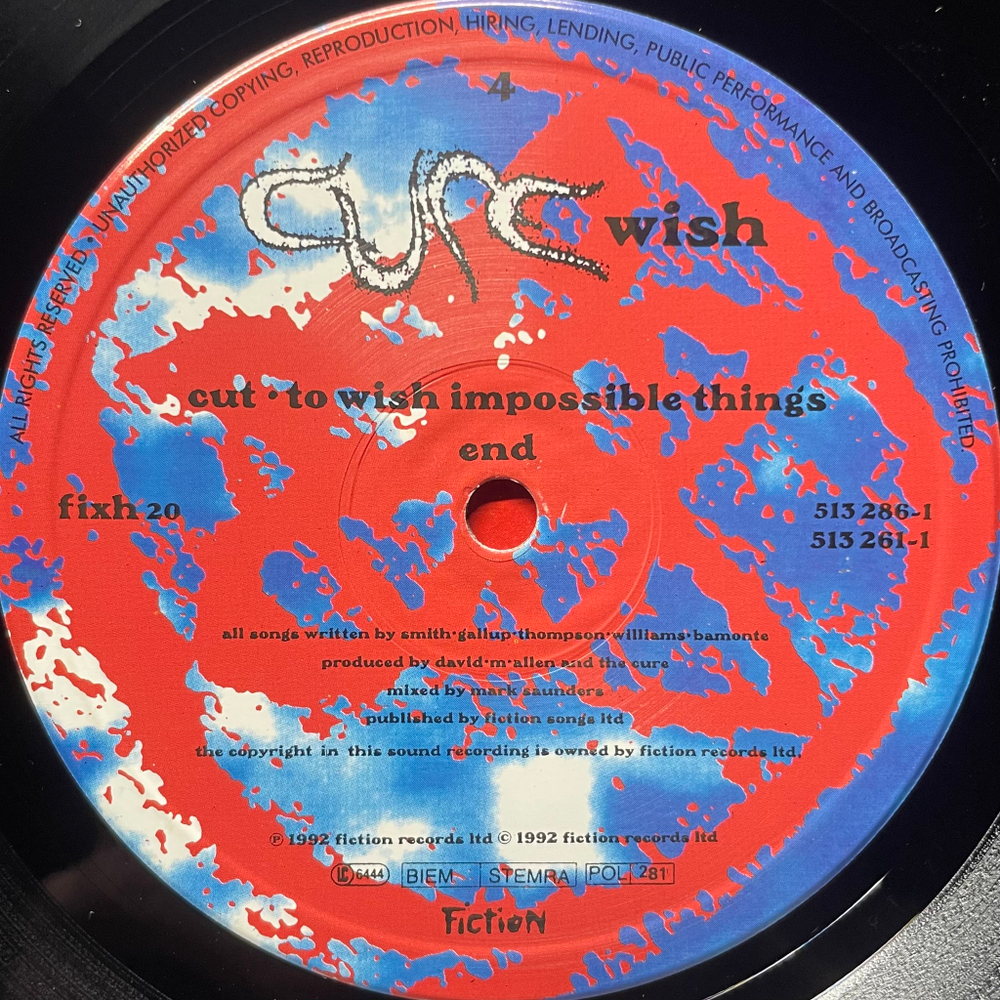 ALL RIGHTS RESERVED · UNAUTHORIZED COPYING, REPRODUCTION, HIRING, LENDING, PUBLIC PERFORMANCE AND BROADCASTING PROHIBITED.
4
CURE wish
cut · to wish impossible things
end
fixh 20
513 286-1
513 261-1
all songs written by smith·gallup·thompson·williams·bamonte
produced by david·m·allen and the cure
mixed by mark saunders
published by fiction songs ltd
the copyright in this sound recording is owned by fiction records ltd.
℗ 1992 fiction records ltd © 1992 fiction records ltd
LC 6444 BIEM STEMRA POL 281
Fiction